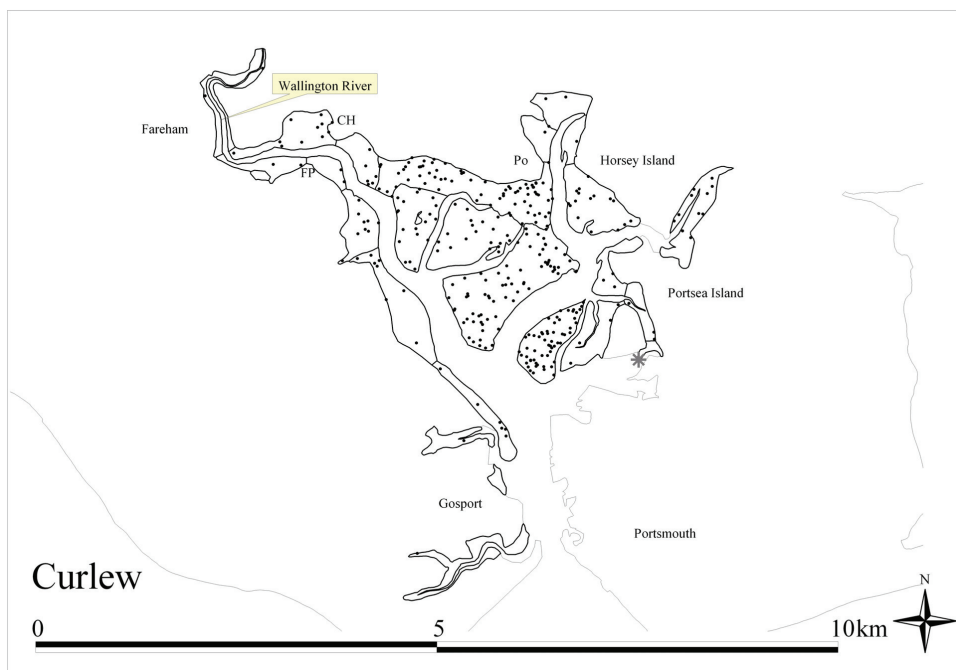 Wallington River
CH
Fareham
FP
Po
Horsey Island
Portsea Island
Gosport
Portsmouth
Curlew
N
0
5
10km